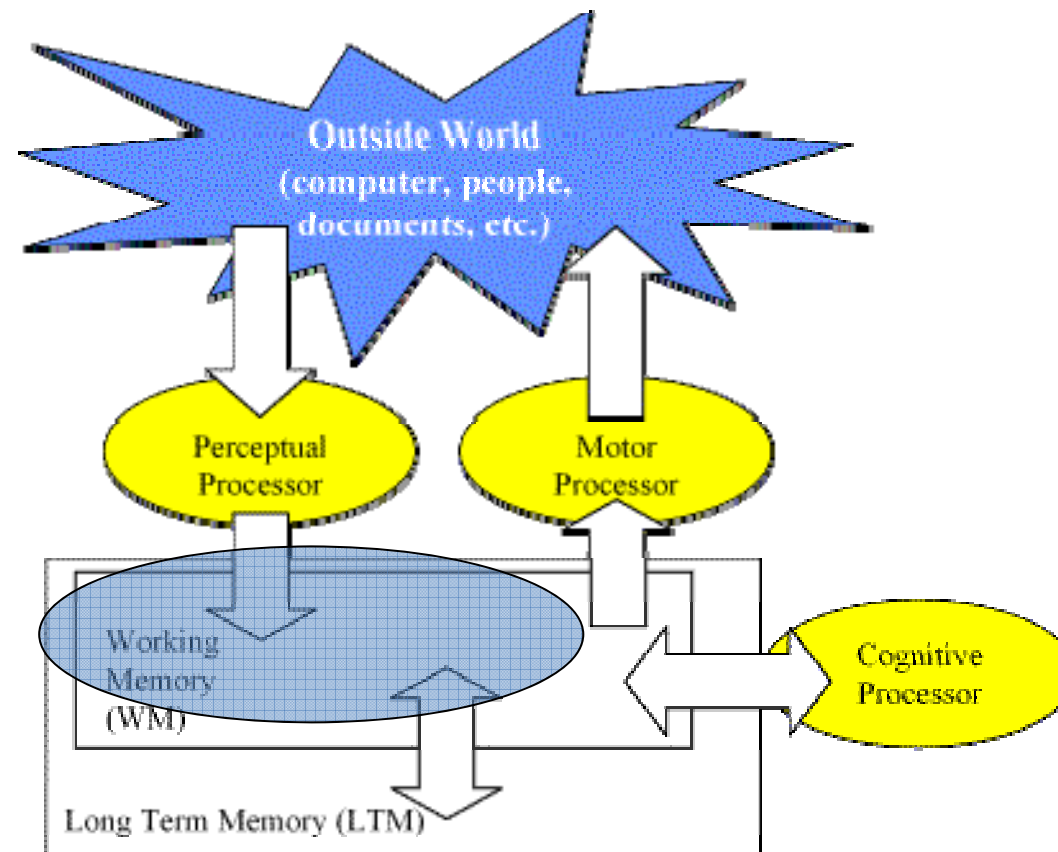 Outside World
(computer, people,
documents, etc.)
Perceptual
Processor
Motor
Processor
Working
Memory
(WM)
Cognitive
Processor
Long Term Memory (LTM)